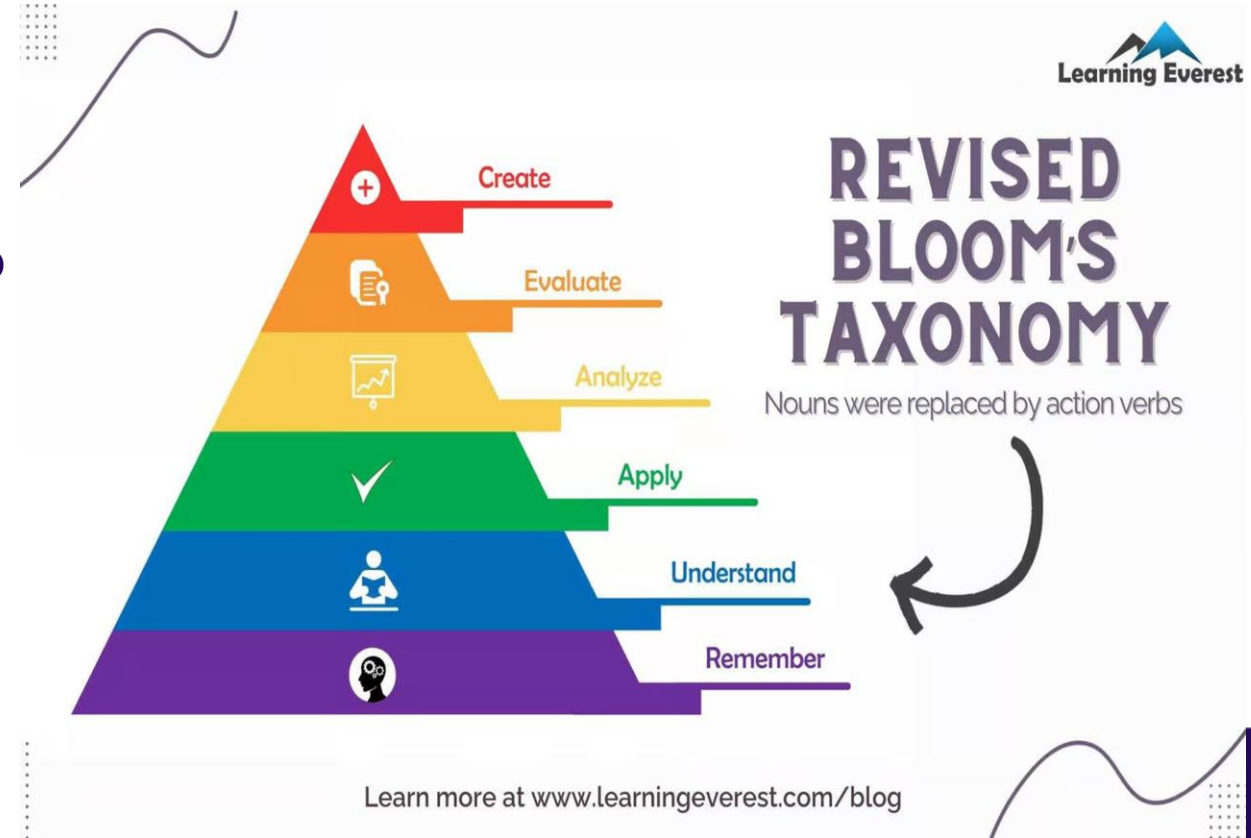 Learning Everest
REVISED
BLOOM'S
TAXONOMY
Nouns were replaced by action verbs
Create
Evaluate
Analyze
Apply
Understand
Remember
Learn more at www.learningeverest.com/blog